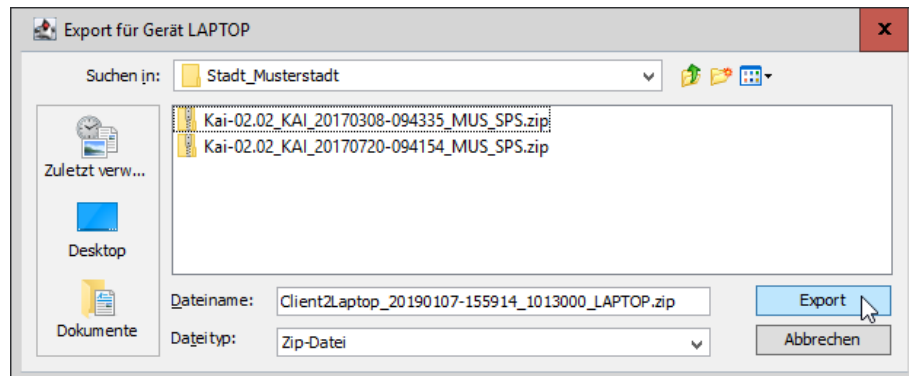 Export für Gerät LAPTOP
x
Suchen in:
Stadt_Musterstadt
Kai-02.02_KAI_20170308-094335_MUS_SPS.zip
Kai-02.02_KAI_20170720-094154_MUS_SPS.zip
Zuletzt verw...
Desktop
Dokumente
Dateiname:
Client2Laptop_20190107-155914_1013000_LAPTOP.zip
Export
Dateityp:
Zip-Datei
Abbrechen